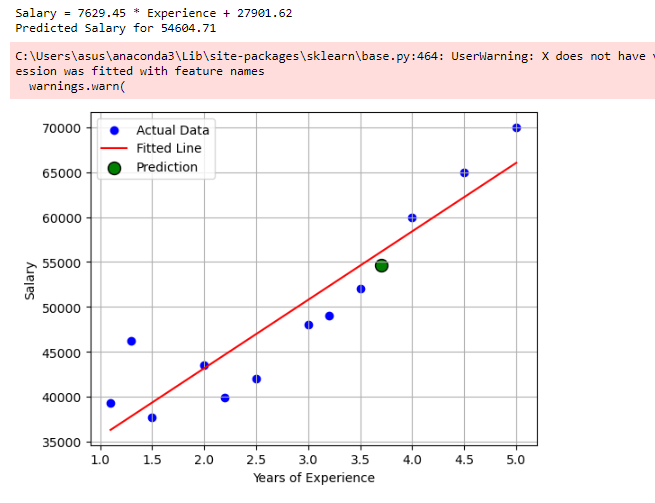 Salary = 7629.45 * Experience + 27901.62
Predicted Salary for 54604.71
C:\Users\asus\anaconda3\Lib\site-packages\sklearn\base.py:464: UserWarning: X does not have
ession was fitted with feature names
warnings.warn(
Actual Data
Fitted Line
Prediction
70000
65000
60000
55000
50000
45000
40000
35000
Salary
1.0 1.5 2.0 2.5 3.0 3.5 4.0 4.5 5.0
Years of Experience